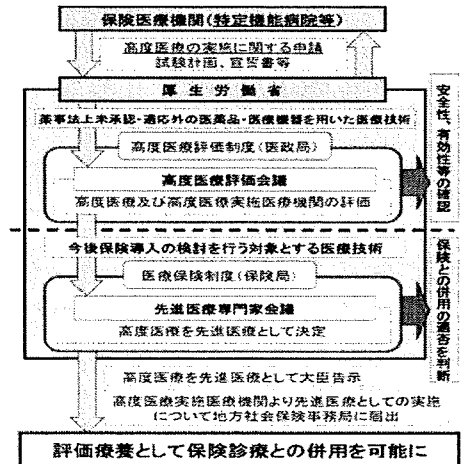 保険医療機関(特定機能病院等)
高度医療の実施に関する申請
試験計画、宣誓書等
厚生労働省
薬事法上未承認・適応外の医薬品・医療機器を用いた医療技術
高度医療評価制度(医政局)
高度医療評価会議
高度医療及び高度医療実施医療機関の評価
安全性、有効性等の確認
今後保険導入の検討を行う対象とする医療技術
医療保険制度(保険局)
先進医療専門家会議
高度医療を先進医療として決定
保険との併用の適否を判断
高度医療を先進医療として大臣告示
高度医療実施医療機関より先進医療としての実施
について地方社会保険事務局に届出
評価療養として保険診療との併用を可能に